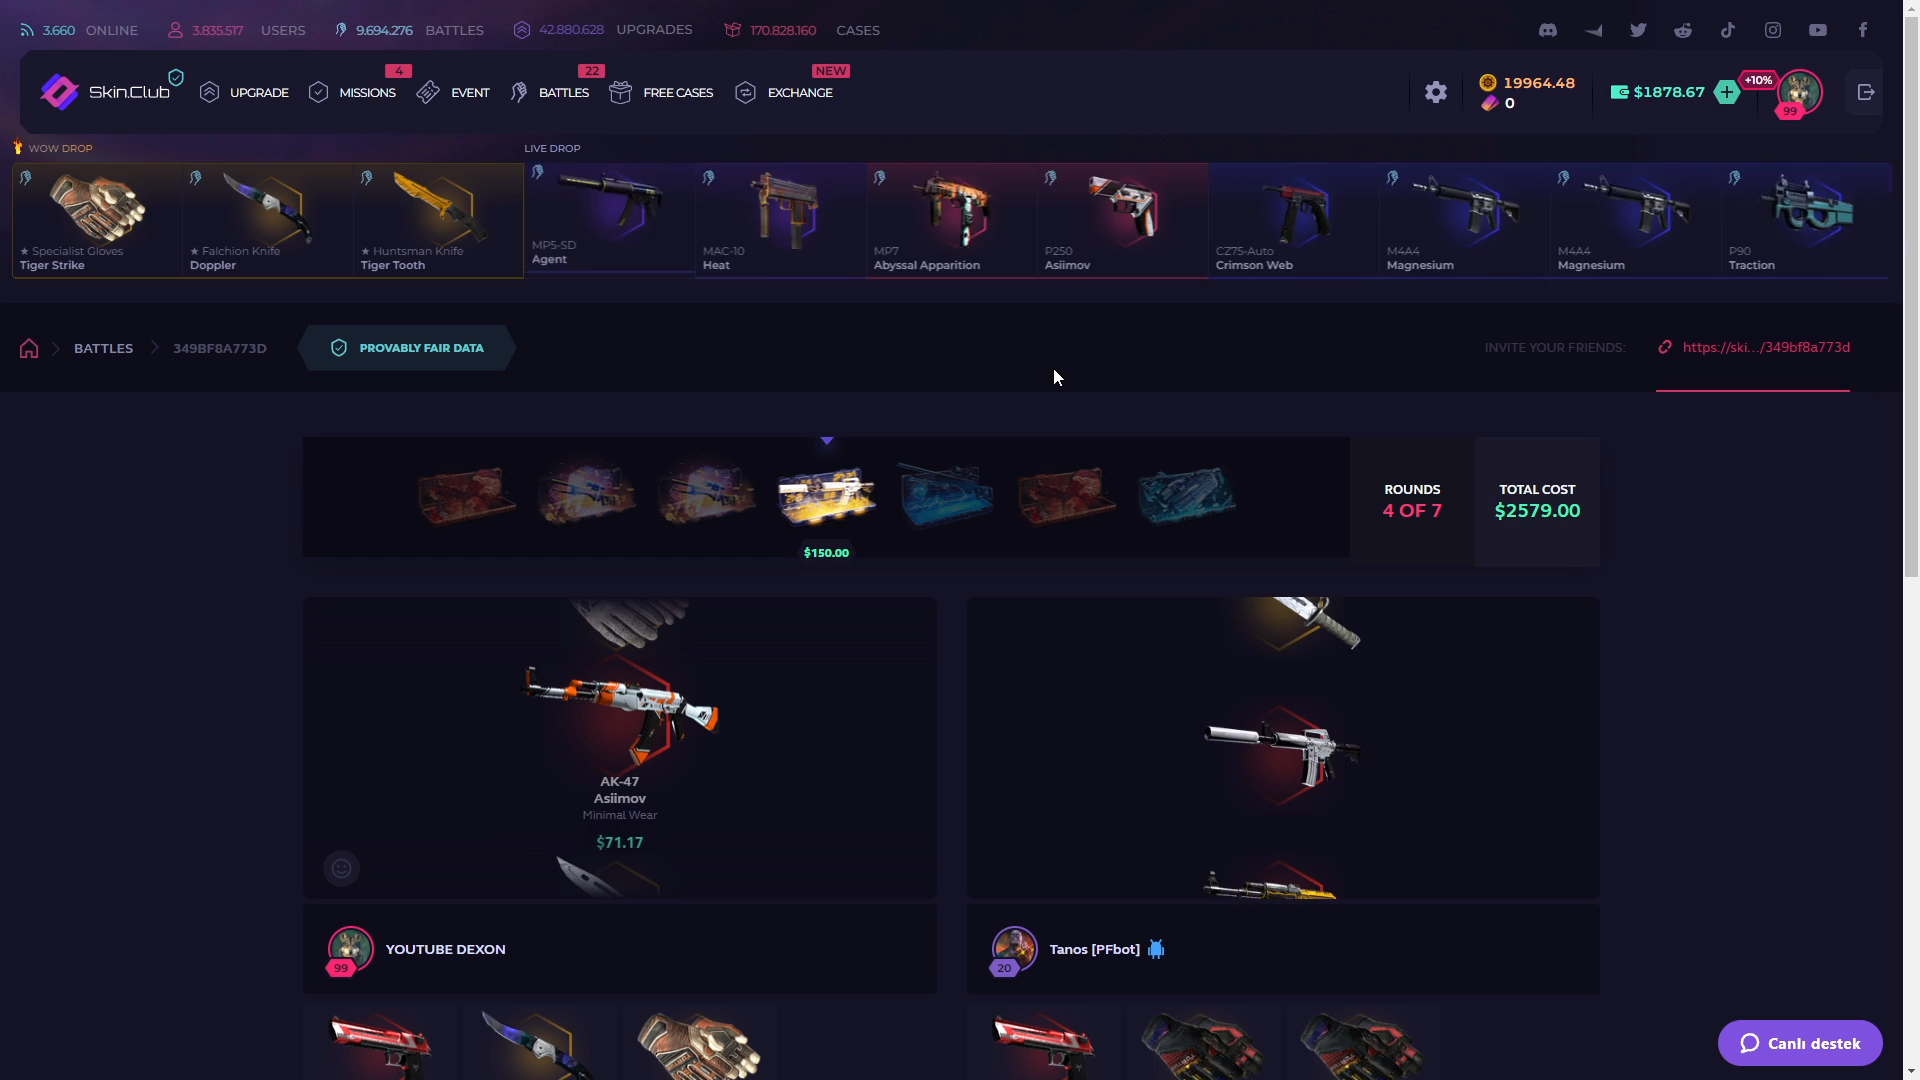 3.660 ONLINE 3.835.517 USERS 9.694.276 BATTLES 42.880.628 UPGRADES 170.828.160 CASES
4 22 NEW
Skin.Club UPGRADE MISSIONS EVENT BATTLES FREE CASES EXCHANGE 19964.48 0 $1878.67 +10% 99
WOW DROP LIVE DROP
★ Specialist Gloves
Tiger Strike
★ Falchion Knife
Doppler
★ Huntsman Knife
Tiger Tooth
MP5-SD
Agent
MAC-10
Heat
MP7
Abyssal Apparition
P250
Asiimov
CZ75-Auto
Crimson Web
M4A4
Magnesium
M4A4
Magnesium
P90
Traction
BATTLES 349BF8A773D PROVABLY FAIR DATA INVITE YOUR FRIENDS: https://ski.../349bf8a773d
ROUNDS
4 OF 7
TOTAL COST
$2579.00
$150.00
AK-47
Asiimov
Minimal Wear
$71.17
YOUTUBE DEXON
99
Tanos [PFbot]
20
Canlı destek